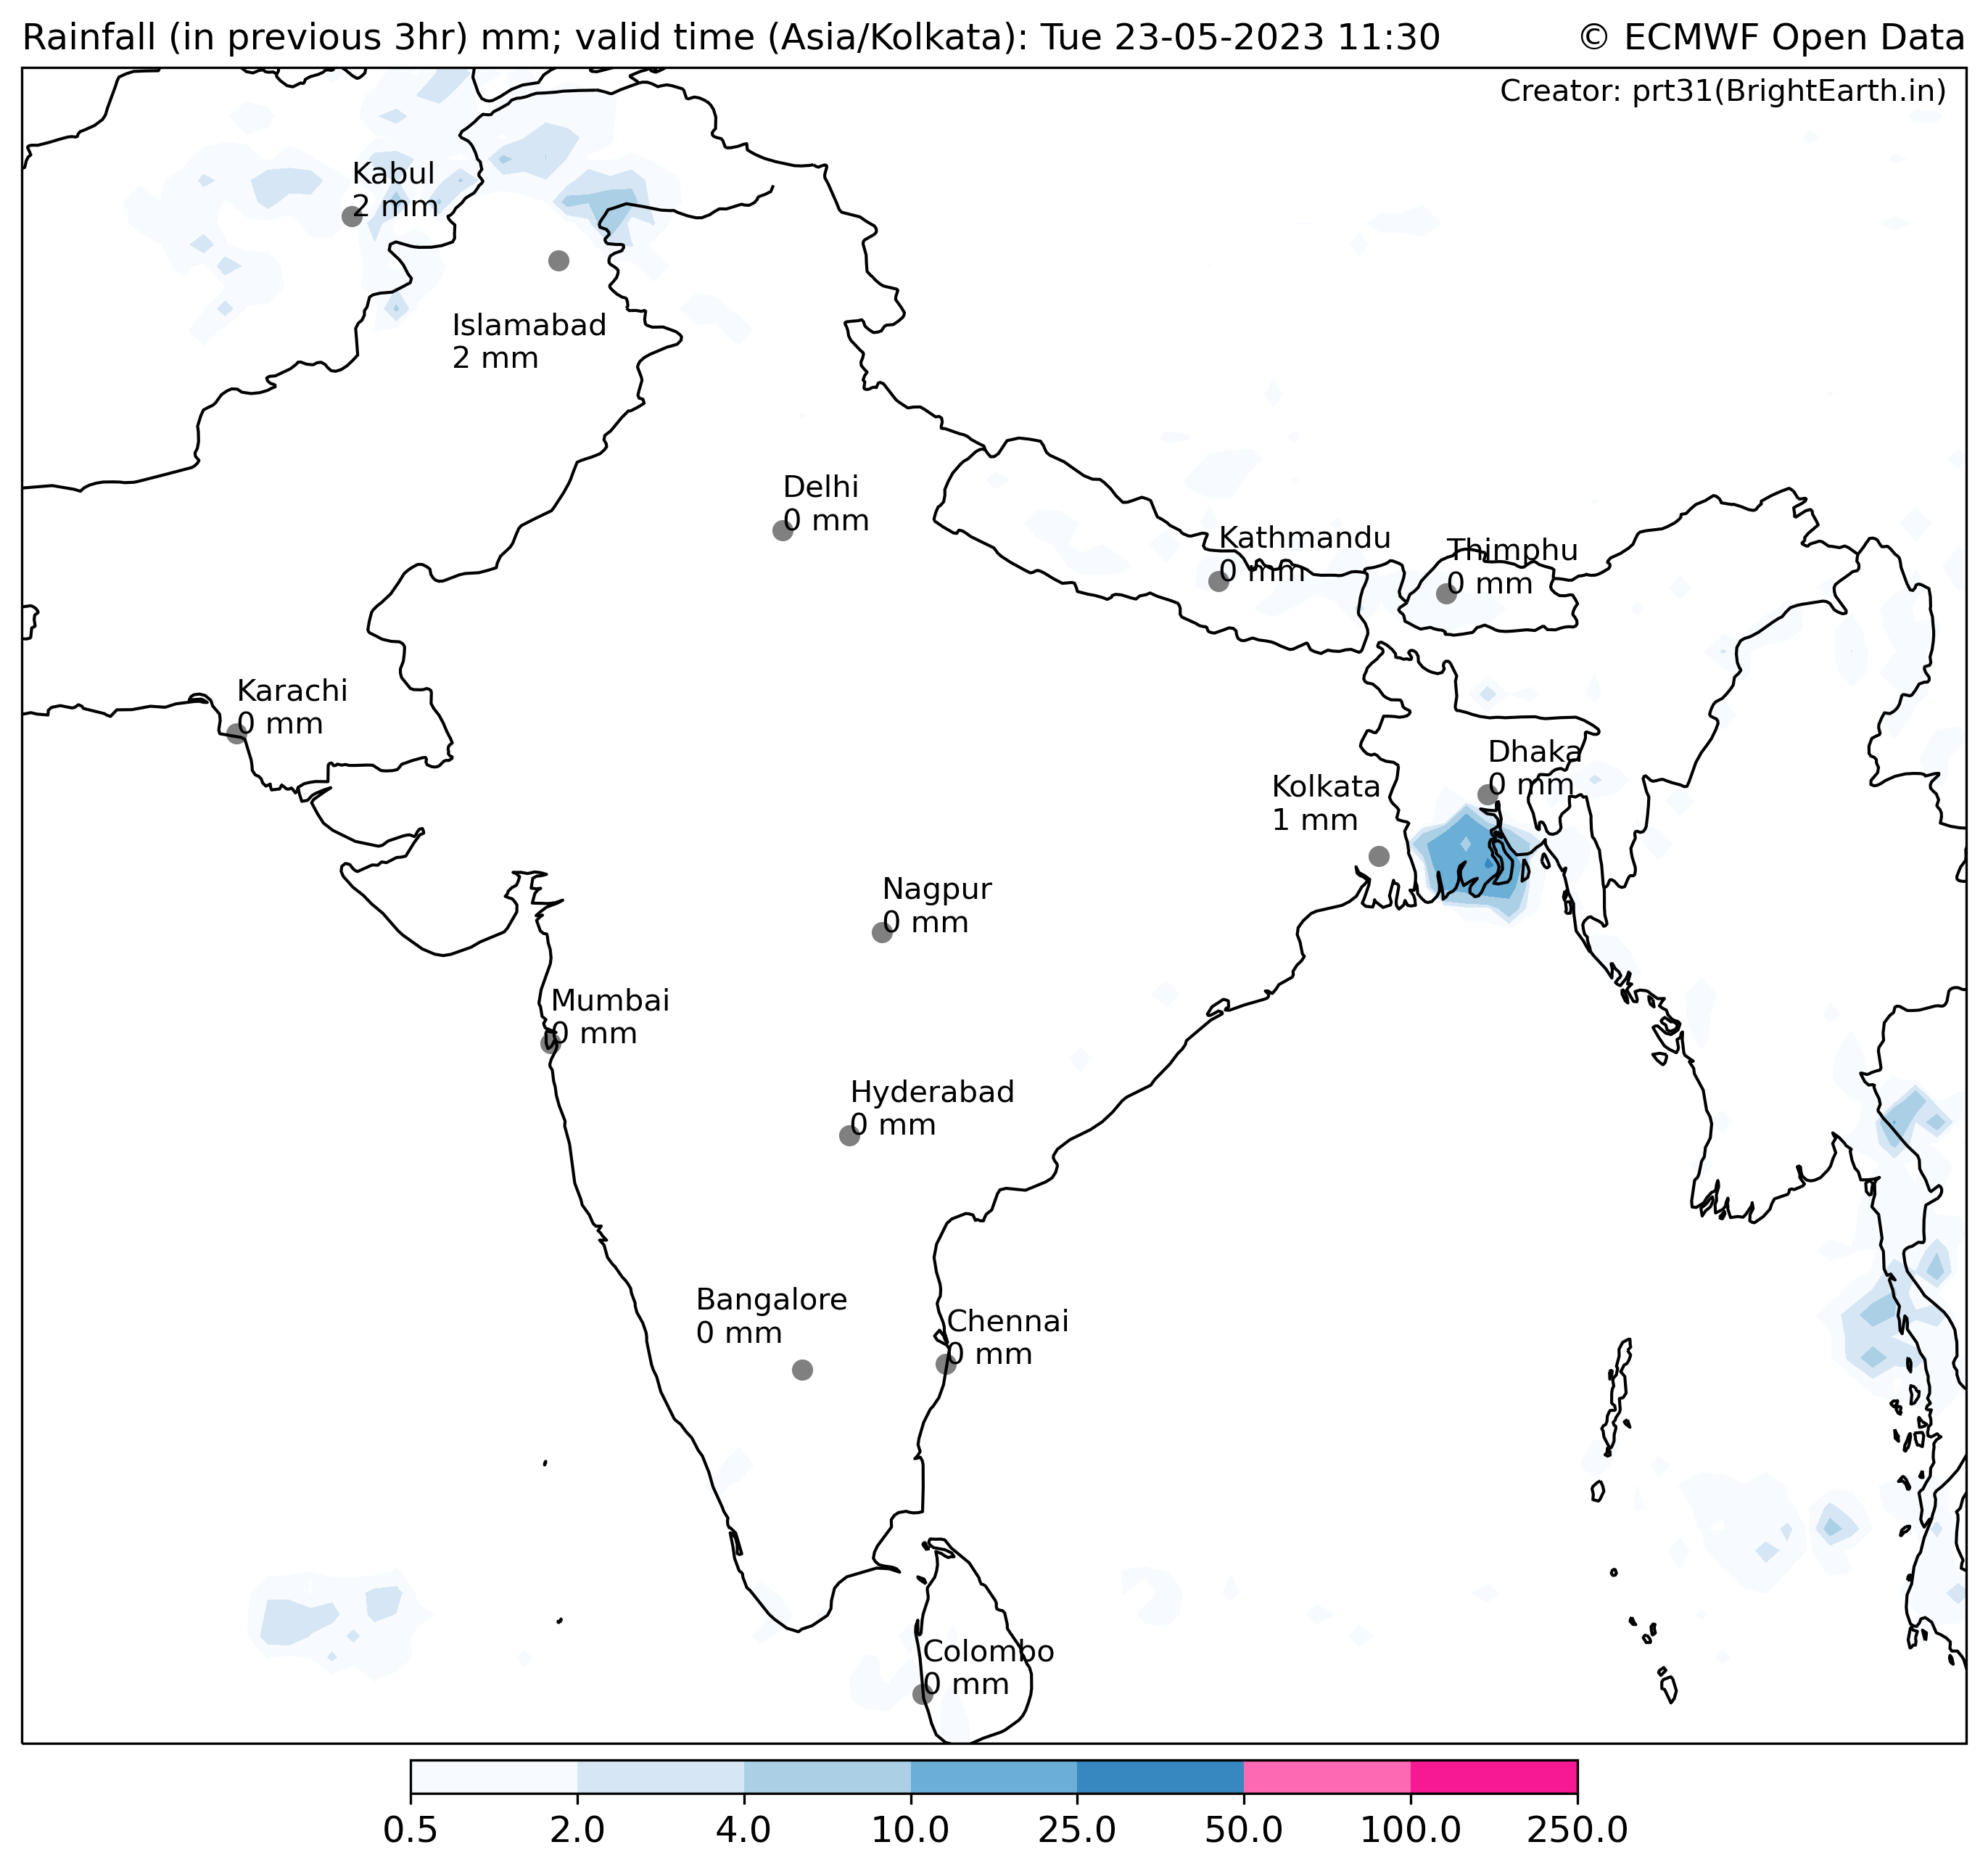 Rainfall (in previous 3hr) mm; valid time (Asia/Kolkata): Tue 23-05-2023 11:30
© ECMWF Open Data
Creator: prt31(BrightEarth.in)
Kabul
2 mm
Islamabad
2 mm
Delhi
0 mm
Kathmandu
0 mm
Thimphu
0 mm
Karachi
0 mm
Dhaka
0 mm
Kolkata
1 mm
Nagpur
0 mm
Mumbai
0 mm
Hyderabad
0 mm
Bangalore
0 mm
Chennai
0 mm
Colombo
0 mm
0.5 2.0 4.0 10.0 25.0 50.0 100.0 250.0